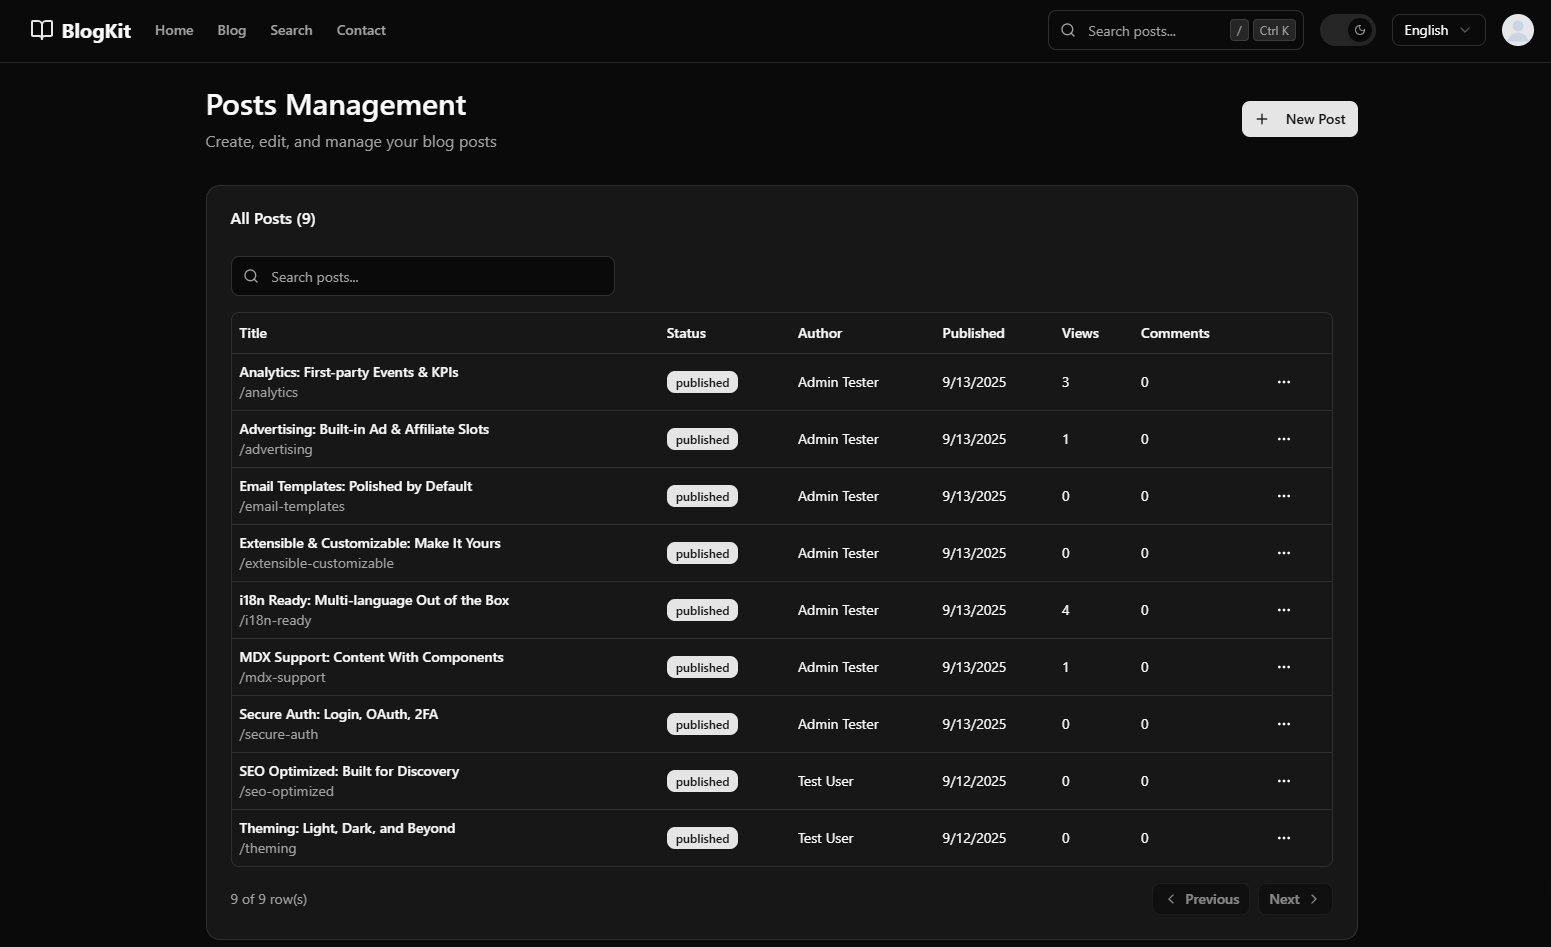 BlogKit Home Blog Search Contact Search posts... / Ctrl K English
Posts Management
New Post
Create, edit, and manage your blog posts
All Posts (9)
Search posts...
Title Status Author Published Views Comments
Analytics: First-party Events & KPIs
/analytics
published Admin Tester 9/13/2025 3 0
Advertising: Built-in Ad & Affiliate Slots
/advertising
published Admin Tester 9/13/2025 1 0
Email Templates: Polished by Default
/email-templates
published Admin Tester 9/13/2025 0 0
Extensible & Customizable: Make It Yours
/extensible-customizable
published Admin Tester 9/13/2025 0 0
i18n Ready: Multi-language Out of the Box
/i18n-ready
published Admin Tester 9/13/2025 4 0
MDX Support: Content With Components
/mdx-support
published Admin Tester 9/13/2025 1 0
Secure Auth: Login, OAuth, 2FA
/secure-auth
published Admin Tester 9/13/2025 0 0
SEO Optimized: Built for Discovery
/seo-optimized
published Test User 9/12/2025 0 0
Theming: Light, Dark, and Beyond
/theming
published Test User 9/12/2025 0 0
9 of 9 row(s) Previous Next